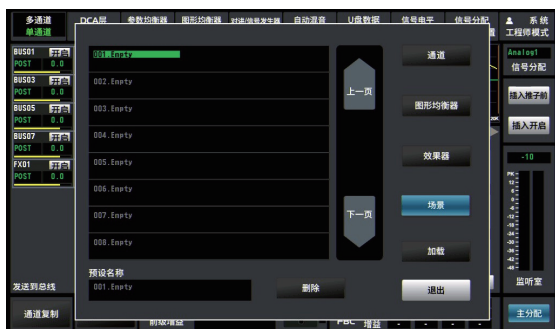 多通道
单通道
DCA层
参数均衡器
图形均衡器
对讲/信号发生器
自动混音
U盘数据
信号电平
信号分配
系统
工程师模式
BUS01 开启
POST 0.0
BUS03 开启
POST 0.0
BUS05 开启
POST 0.0
BUS07 开启
POST 0.0
FX01 开启
POST 0.0
发送到总线
通道复制
001.Empty
002.Empty
003.Empty
004.Empty
005.Empty
006.Empty
007.Empty
008.Empty
上一页
下一页
预设名称
001.Empty
删除
通道
图形均衡器
效果器
场景
加载
退出
Analog1
信号分配
插入推子前
插入开启
-10
监听室
主分配
前级增益
PBC 增益